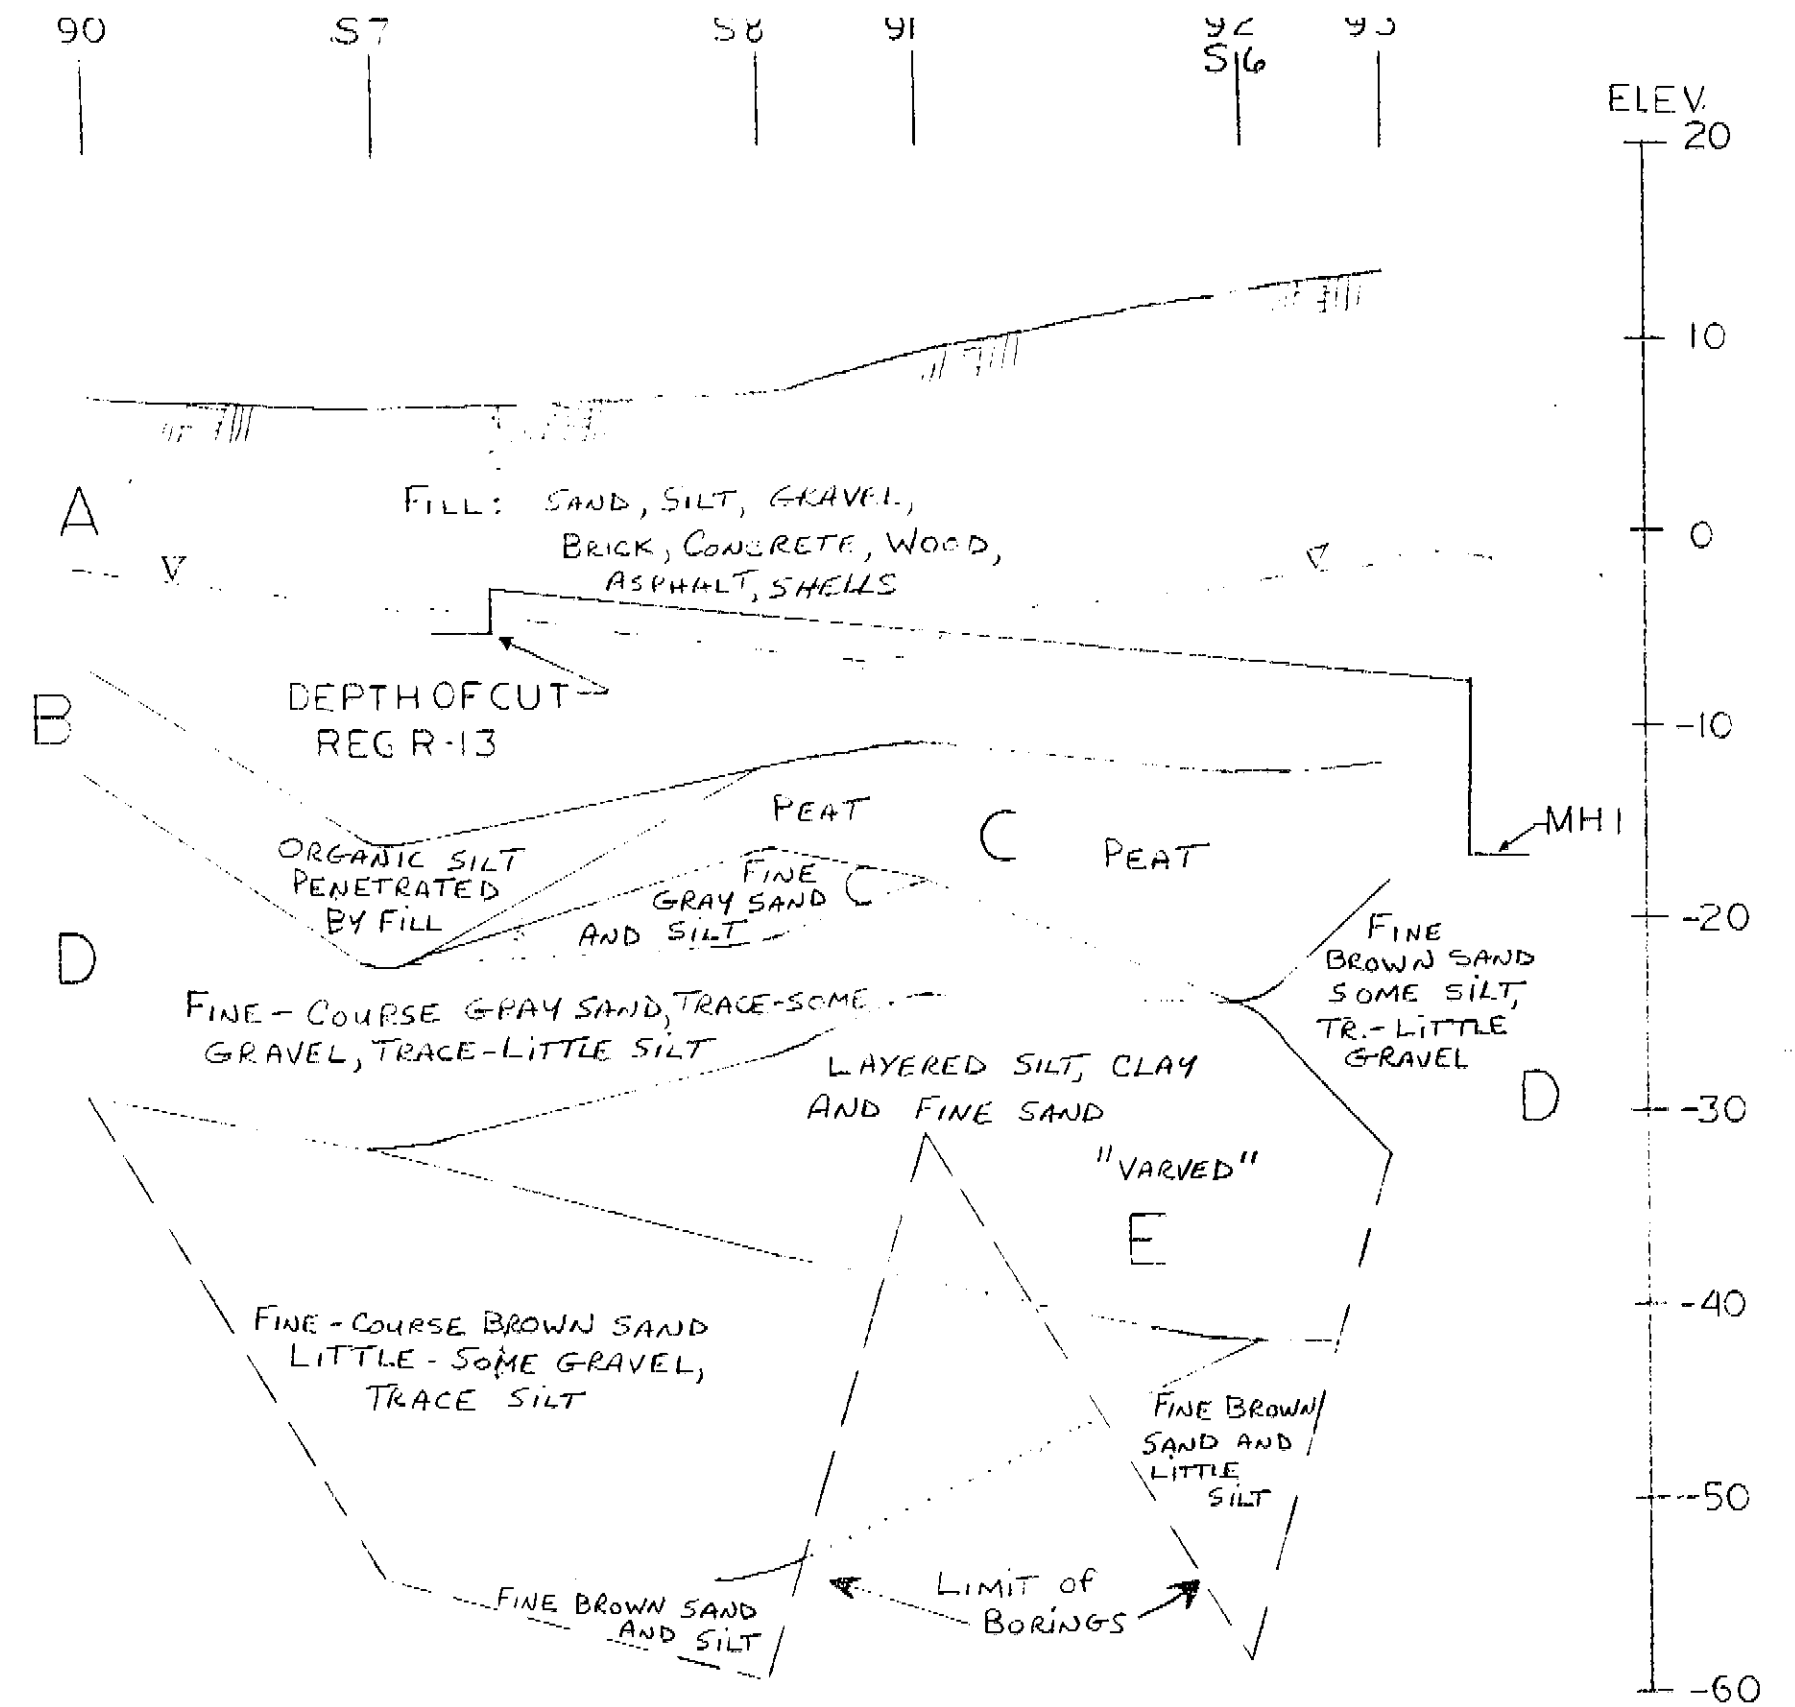 90 S7 S8 91 92 93
S16
ELEV.
20
10
0
-10
-20
-30
-40
-50
-60
A
FILL: SAND, SILT, GRAVEL,
BRICK, CONCRETE, WOOD,
ASPHALT, SHELLS
B
DEPTH OF CUT
REG R-13
PEAT
C
PEAT
MH1
ORGANIC SILT
PENETRATED
BY FILL
FINE
GRAY SAND
AND SILT
C
D
FINE
BROWN SAND
SOME SILT,
TR.-LITTLE
GRAVEL
D
FINE-COURSE GRAY SAND, TRACE-SOME
GRAVEL, TRACE-LITTLE SILT
LAYERED SILT, CLAY
AND FINE SAND
"VARVED"
E
FINE-COURSE BROWN SAND
LITTLE-SOME GRAVEL,
TRACE SILT
FINE BROWN
SAND AND
LITTLE
SILT
FINE BROWN SAND
AND SILT
LIMIT OF
BORINGS